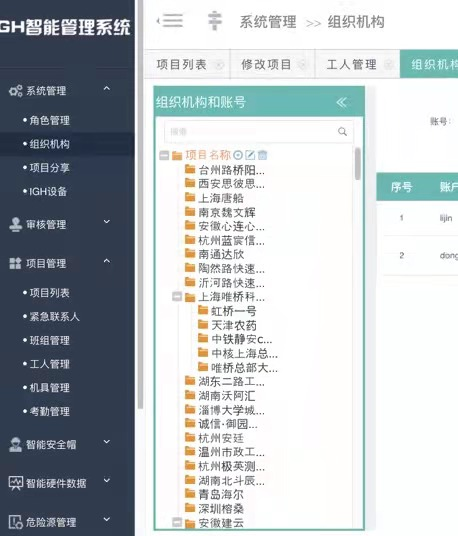 IGH智能管理系统
系统管理 >> 组织机构
项目列表 修改项目 工人管理 组织机构
系统管理
角色管理
组织机构
项目分享
IGH设备
审核管理
项目管理
项目列表
紧急联系人
班组管理
工人管理
机具管理
考勤管理
智能安全帽
智能硬件数据
危险源管理
组织机构和账号
搜索
项目名称
台州路桥阳...
西安思彼思...
上海唐船
南京魏文辉
安徽心连心...
杭州蓝宸信...
南通达欣
陶然路快速...
沂河路快速...
上海唯桥科...
虹桥一号
天津农药
中铁静安c...
中核上海总...
唯桥总部大...
湖东二路工...
湖南沃阿汇
淄博大学城...
诚信·御园...
杭州安廷
温州市政工...
杭州极英测...
湖南北斗辰...
青岛海尔
深圳榕桑
安徽建云
账号:
序号 账户
1 lijin
2 dong